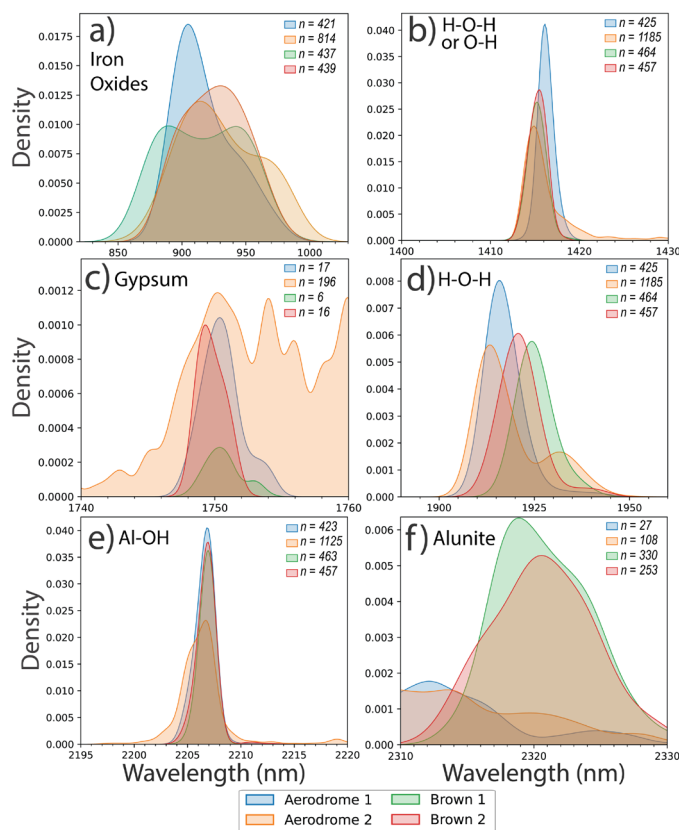 a)
Iron
Oxides
n = 421
n = 814
n = 437
n = 439
Density
0.0175
0.0150
0.0125
0.0100
0.0075
0.0050
0.0025
0.0000
850 900 950 1000
b)
H-O-H
or O-H
n = 425
n = 1185
n = 464
n = 457
0.040
0.035
0.030
0.025
0.020
0.015
0.010
0.005
0.000
1400 1410 1420 1430
c) Gypsum
n = 17
n = 196
n = 6
n = 16
Density
0.0012
0.0010
0.0008
0.0006
0.0004
0.0002
0.0000
1740 1750 1760
d) H-O-H
n = 425
n = 1185
n = 464
n = 457
0.008
0.007
0.006
0.005
0.004
0.003
0.002
0.001
0.000
1900 1925 1950
e) Al-OH
n = 423
n = 1125
n = 463
n = 457
Density
0.040
0.035
0.030
0.025
0.020
0.015
0.010
0.005
0.000
2195 2200 2205 2210 2215 2220
Wavelength (nm)
f) Alunite
n = 27
n = 108
n = 330
n = 253
0.006
0.005
0.004
0.003
0.002
0.001
0.000
2310 2320 2330
Wavelength (nm)
Aerodrome 1 Brown 1
Aerodrome 2 Brown 2